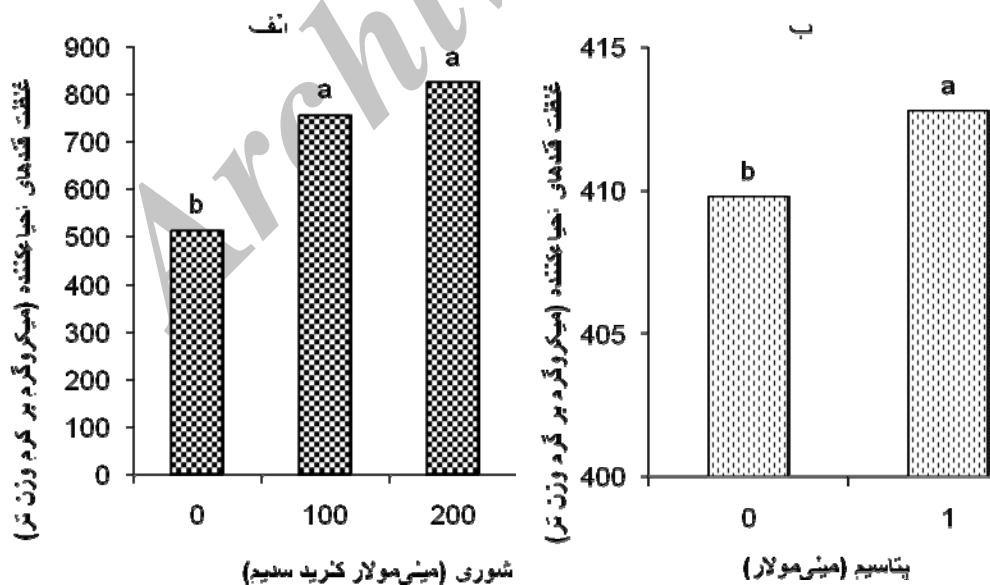 الف
900
800
700
600
500
400
300
200
100
0
b
a
a
0
100
200
غلظت قندهای احیاءکننده (میکروگرم بر گرم وزن تر)
شوری (میلی‌مولار کلرید سدیم)
ب
415
410
405
400
b
a
0
1
غلظت قندهای احیاءکننده (میکروگرم بر گرم وزن تر)
پتاسیم (میلی‌مولار)